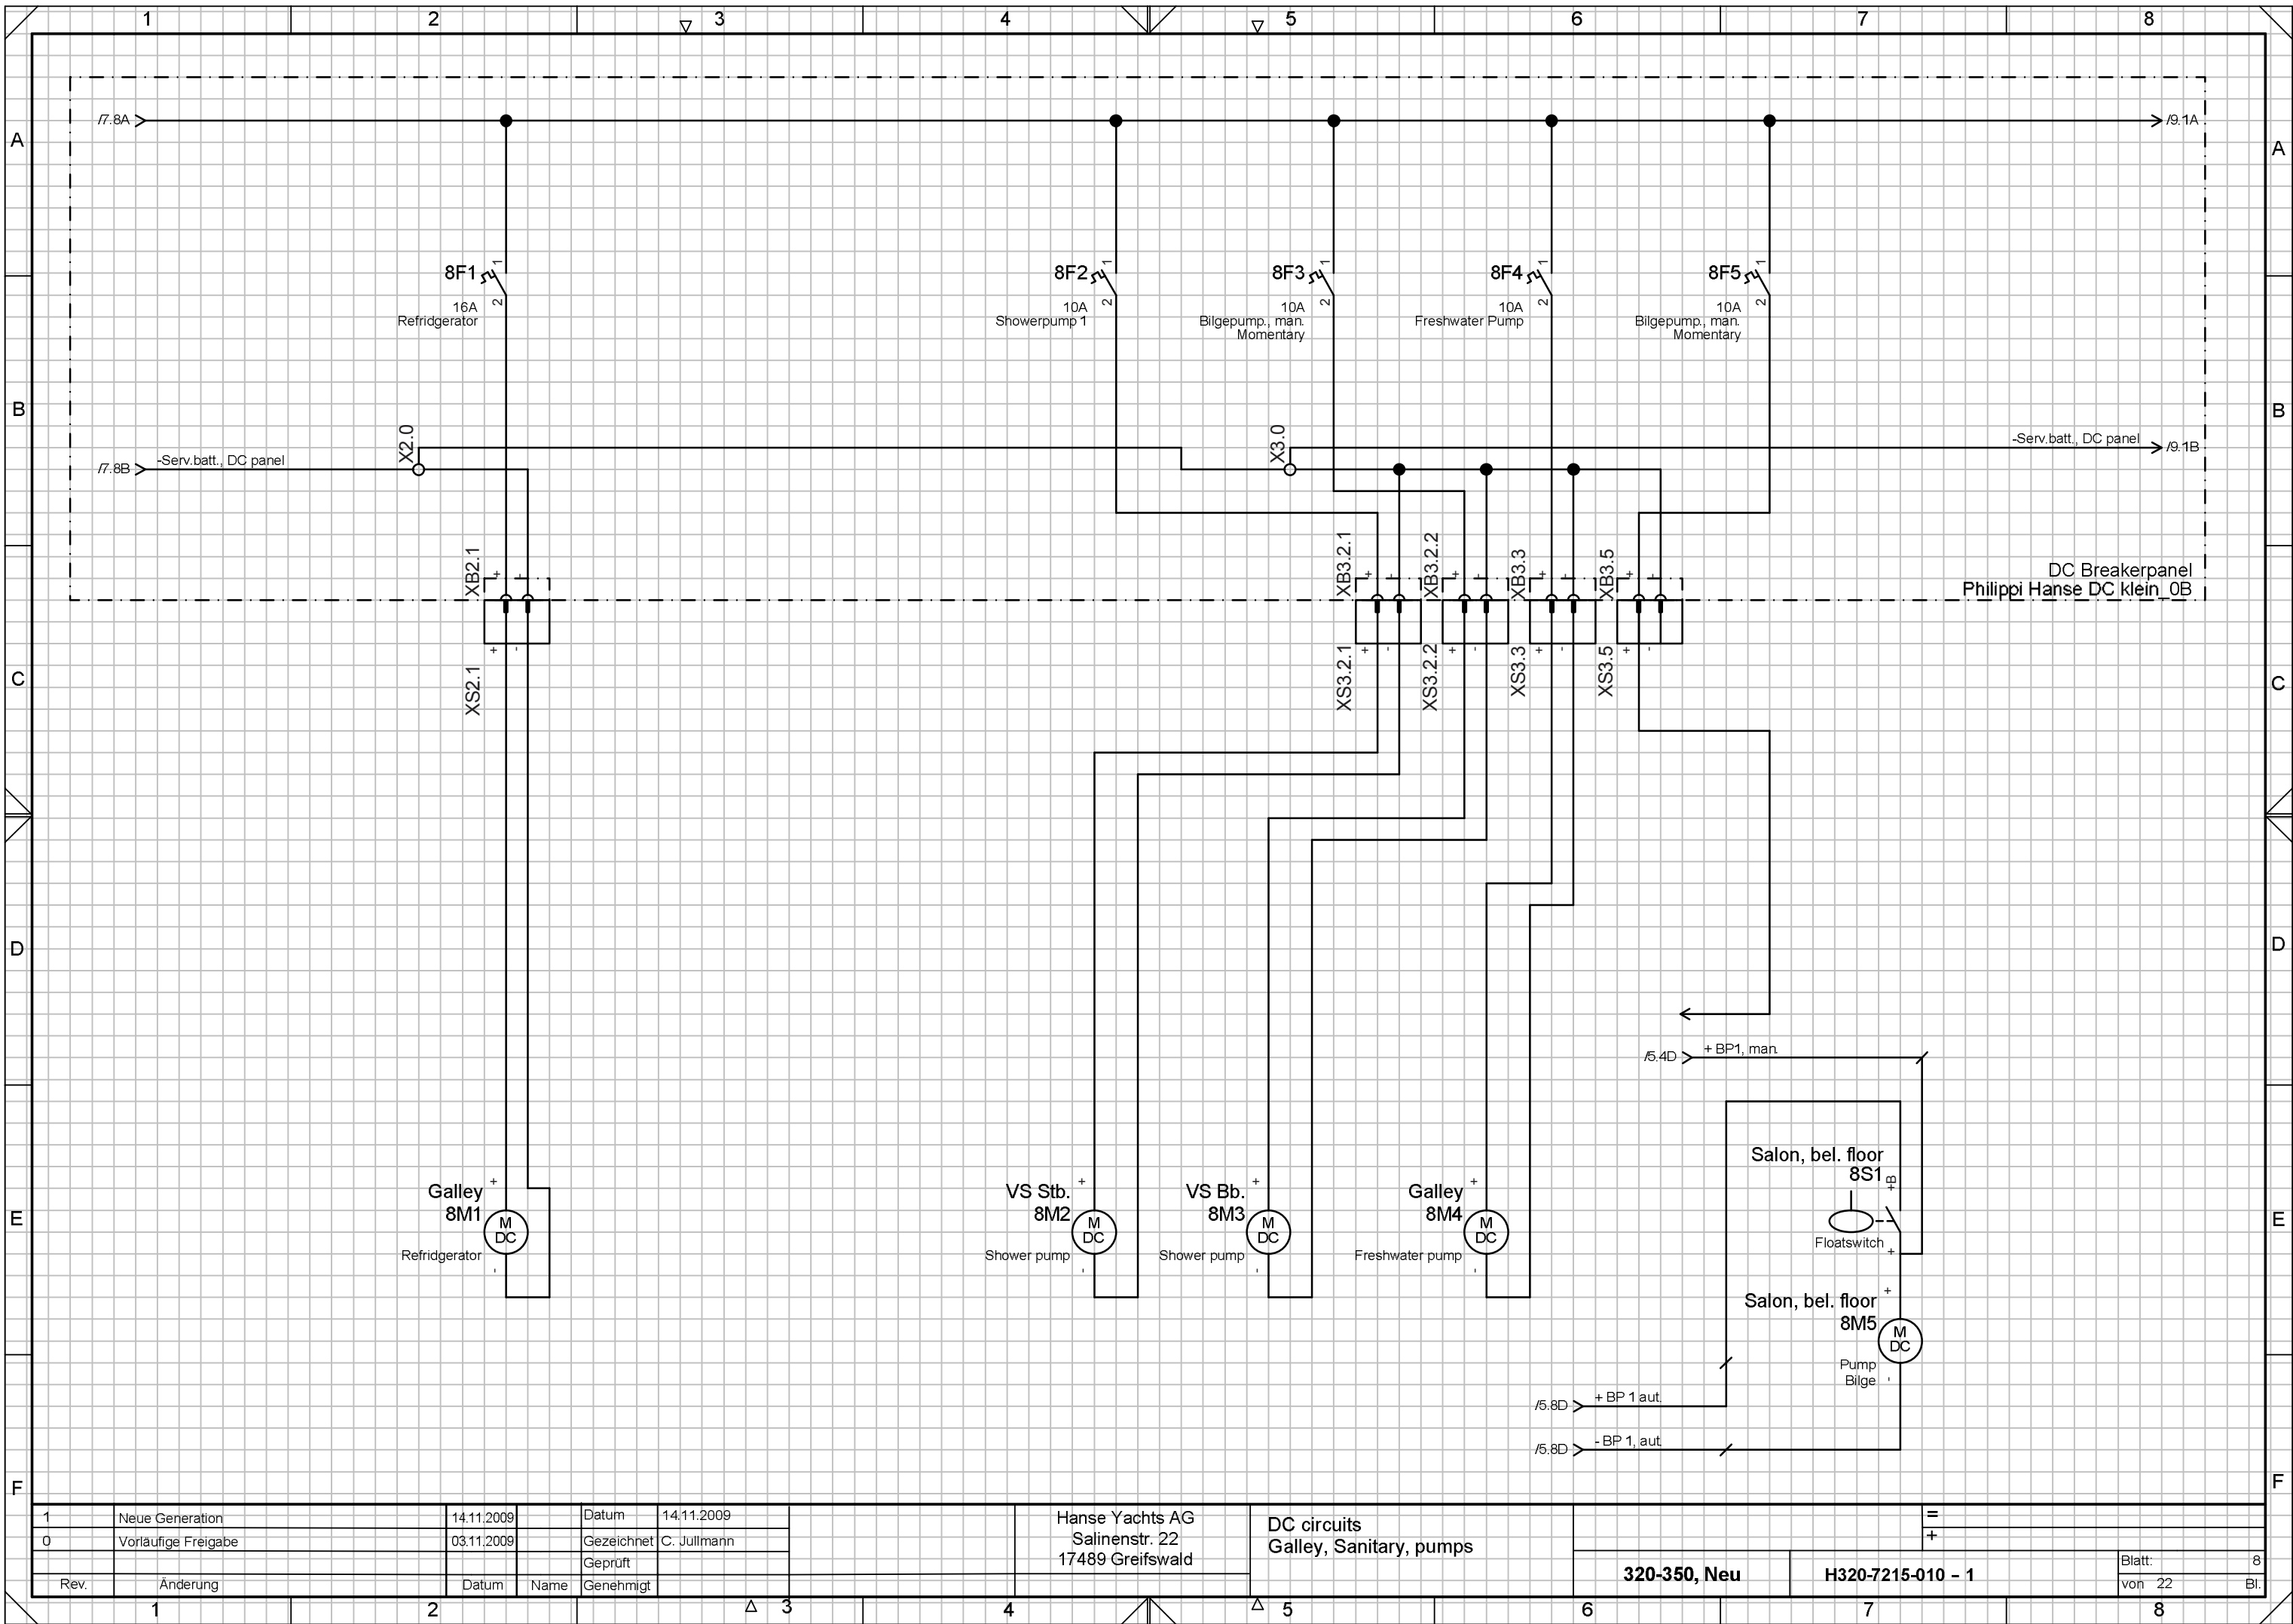 1 2 3 4 5 6 7 8
A A
/7.8A /9.1A
8F1 1 2
16A
Refridgerator
8F2 1 2
10A
Showerpump 1
8F3 1 2
10A
Bilgepump., man.
Momentary
8F4 1 2
10A
Freshwater Pump
8F5 1 2
10A
Bilgepump., man.
Momentary
B B
X2.0
X3.0
/7.8B -Serv.batt., DC panel
-Serv.batt., DC panel /9.1B
XB2.1 + -
XB3.2.1 + -
XB3.2.2 + -
XB3.3 + -
XB3.5 + -
DC Breakerpanel
Philippi Hanse DC klein_0B
C C
XS2.1 + -
XS3.2.1 + -
XS3.2.2 + -
XS3.3 + -
XS3.5 + -
D D
/5.4D + BP1, man.
E E
Galley +
8M1
M
DC
Refridgerator
-
VS Stb. +
8M2
M
DC
Shower pump
-
VS Bb. +
8M3
M
DC
Shower pump
-
Galley +
8M4
M
DC
Freshwater pump
-
Salon, bel. floor
8S1
+B
Floatswitch
+
Salon, bel. floor +
8M5
M
DC
Pump
Bilge
-
/5.8D + BP 1 aut.
/5.8D - BP 1, aut.
F F
1 Neue Generation 14.11.2009 Datum 14.11.2009
0 Vorläufige Freigabe 03.11.2009 Gezeichnet C. Jullmann
Geprüft
Rev. Änderung Datum Name Genehmigt
Hanse Yachts AG
Salinenstr. 22
17489 Greifswald
DC circuits
Galley, Sanitary, pumps
320-350, Neu
H320-7215-010 - 1
=
+
Blatt: 8
von 22 Bl.
1 2 3 4 5 6 7 8